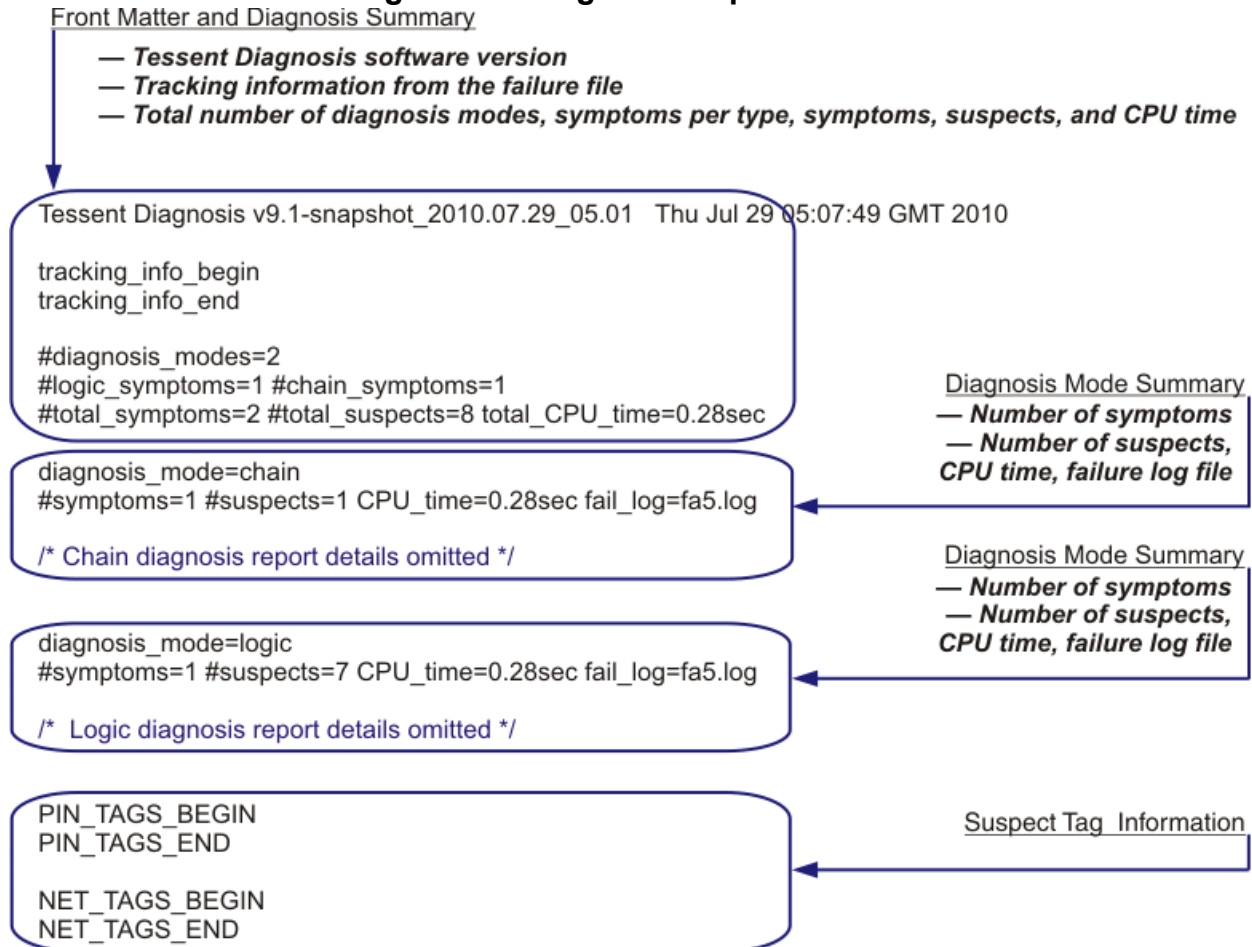 Front Matter and Diagnosis Summary
— Tessent Diagnosis software version
— Tracking information from the failure file
— Total number of diagnosis modes, symptoms per type, symptoms, suspects, and CPU time
Tessent Diagnosis v9.1-snapshot_2010.07.29_05.01 Thu Jul 29 05:07:49 GMT 2010
tracking_info_begin
tracking_info_end
#diagnosis_modes=2
#logic_symptoms=1 #chain_symptoms=1
#total_symptoms=2 #total_suspects=8 total_CPU_time=0.28sec
Diagnosis Mode Summary
— Number of symptoms
— Number of suspects,
CPU time, failure log file
diagnosis_mode=chain
#symptoms=1 #suspects=1 CPU_time=0.28sec fail_log=fa5.log
/* Chain diagnosis report details omitted */
Diagnosis Mode Summary
— Number of symptoms
— Number of suspects,
CPU time, failure log file
diagnosis_mode=logic
#symptoms=1 #suspects=7 CPU_time=0.28sec fail_log=fa5.log
/* Logic diagnosis report details omitted */
PIN_TAGS_BEGIN
PIN_TAGS_END
Suspect Tag Information
NET_TAGS_BEGIN
NET_TAGS_END